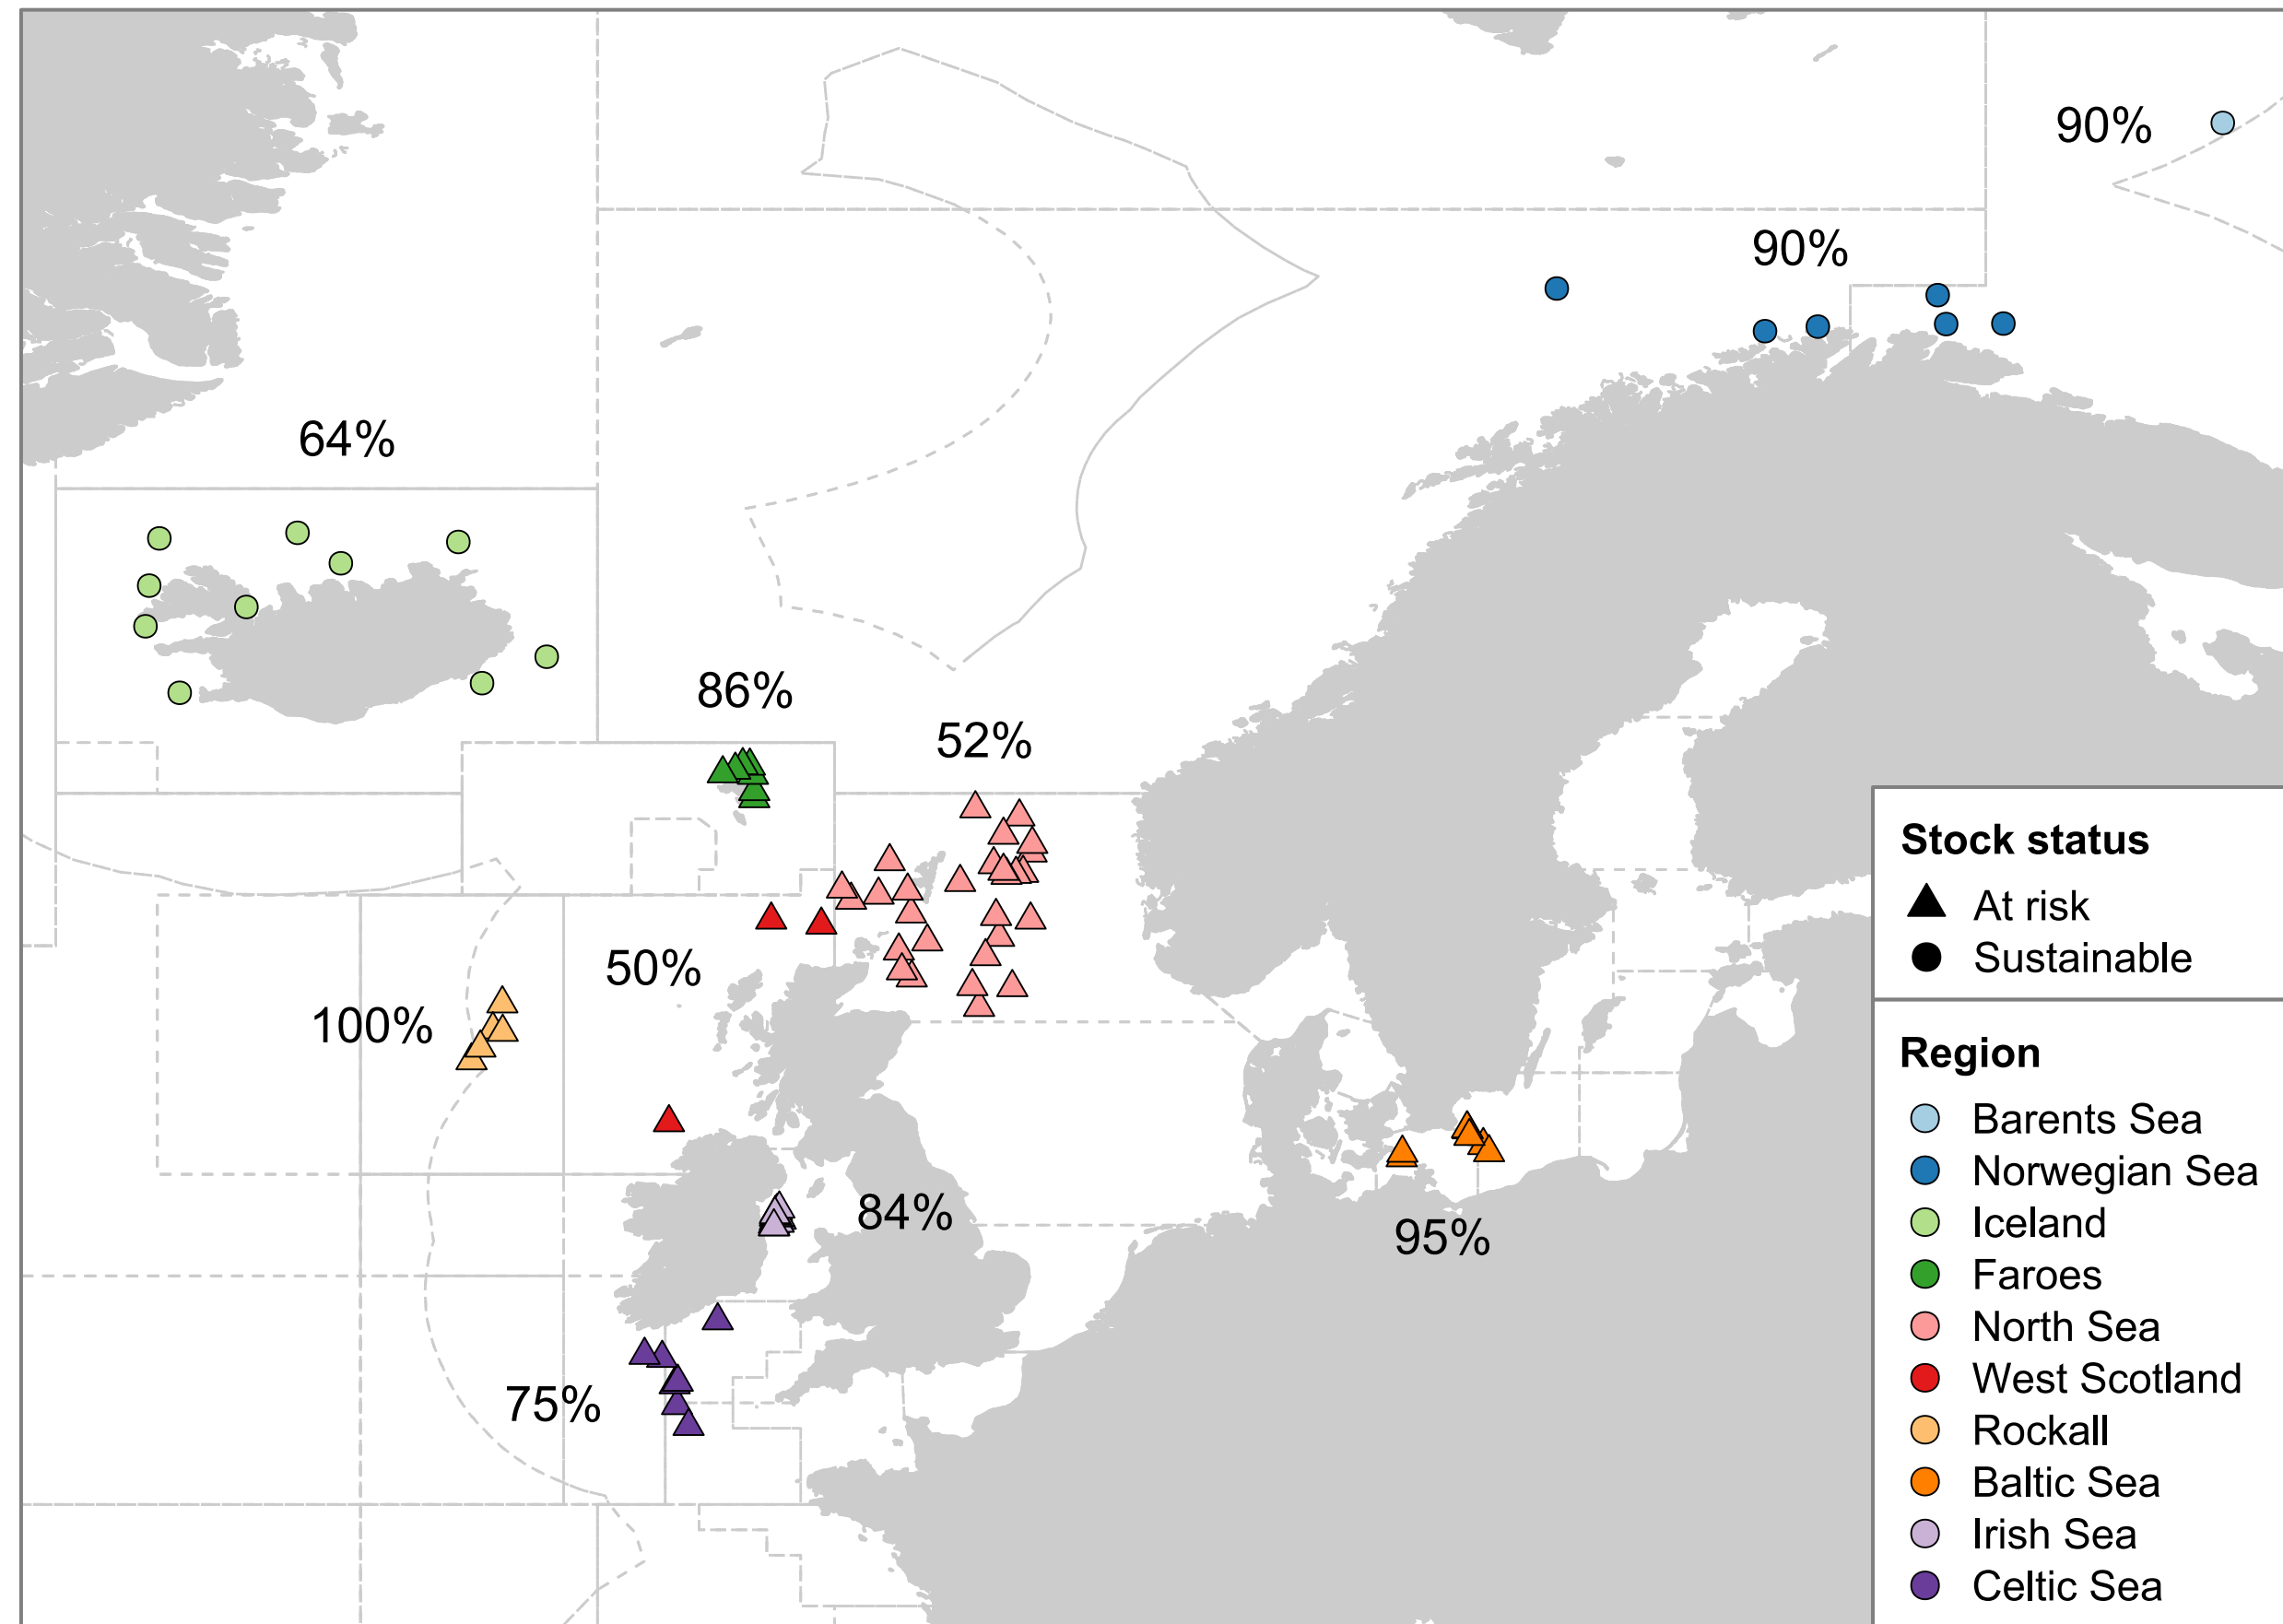 90%
90%
64%
86%
52%
50%
100%
84%
95%
75%
Stock status
At risk
Sustainable
Region
Barents Sea
Norwegian Sea
Iceland
Faroes
North Sea
West Scotland
Rockall
Baltic Sea
Irish Sea
Celtic Sea